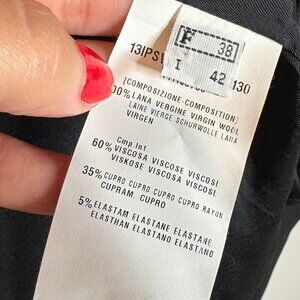 F 38
I 42
13IPS 130
[COMPOSIZIONE-COMPOSITION]
00% LANA VERGINE VIRGIN WOOL
LAINE VIERGE SCHURWOLLE LANA
VIRGEN
Cmp.Int
60% VISCOSA VISCOSE VISCOSI
VISKOSE VISCOSA VISCOSI
35% CUPRO CUPRO CUPRO CUPRO RAYON
CUPRAM. CUPRO
5% ELASTAM ELASTANE ELASTANE
ELASTHAN ELASTANO ELASTANO